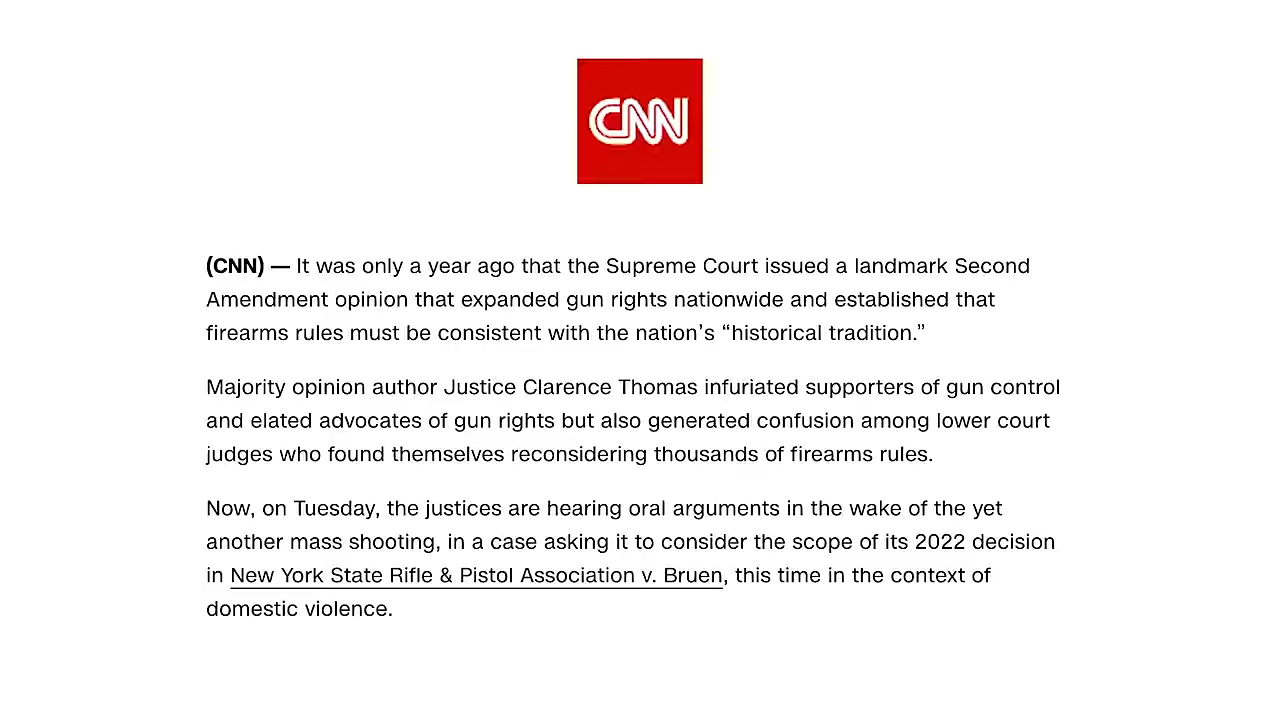 CNN
(CNN) — It was only a year ago that the Supreme Court issued a landmark Second
Amendment opinion that expanded gun rights nationwide and established that
firearms rules must be consistent with the nation’s “historical tradition.”
Majority opinion author Justice Clarence Thomas infuriated supporters of gun control
and elated advocates of gun rights but also generated confusion among lower court
judges who found themselves reconsidering thousands of firearms rules.
Now, on Tuesday, the justices are hearing oral arguments in the wake of the yet
another mass shooting, in a case asking it to consider the scope of its 2022 decision
in New York State Rifle & Pistol Association v. Bruen, this time in the context of
domestic violence.